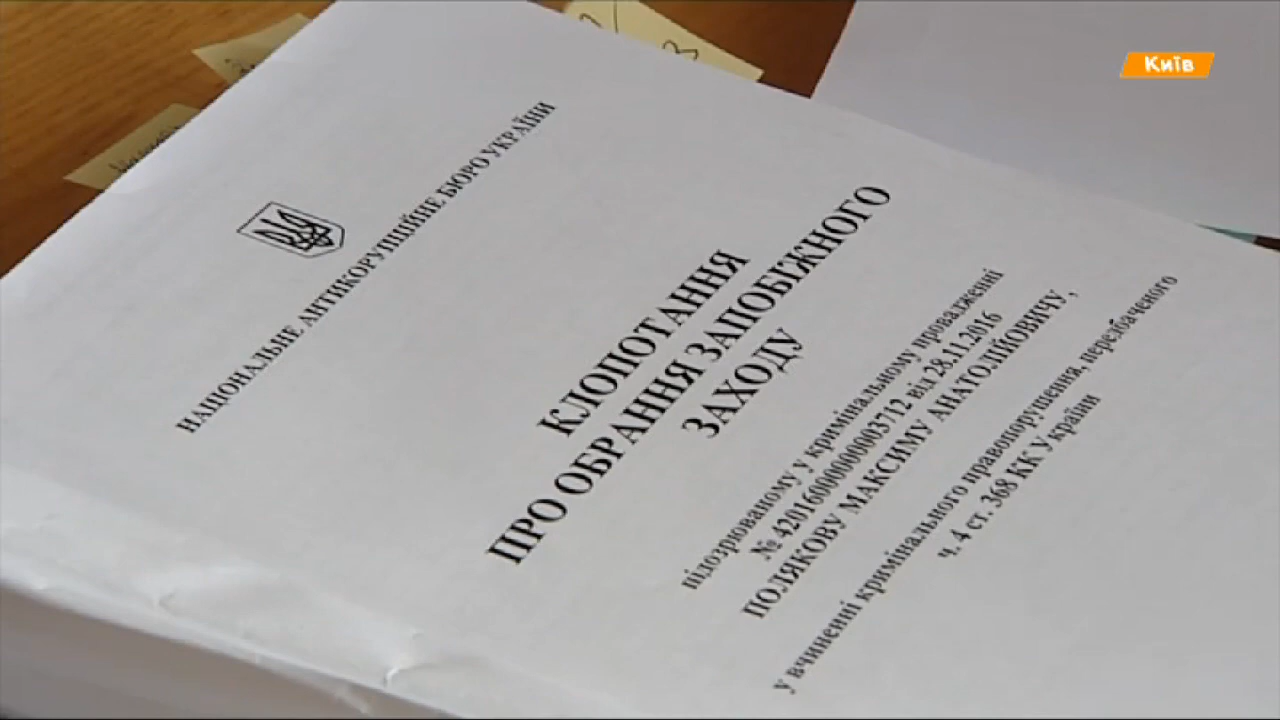 Київ
НАЦІОНАЛЬНЕ АНТИКОРУПЦІЙНЕ БЮРО УКРАЇНИ
КЛОПОТАННЯ
ПРО ОБРАННЯ ЗАПОБІЖНОГО
ЗАХОДУ
підозрюваному у кримінальному провадженні
№ 42016000000003712 від 28.11.2016
ПОЛЯКОВУ МАКСИМУ АНАТОЛІЙОВИЧУ ,
у вчиненні кримінального правопорушення, передбаченого
ч. 4 ст. 368 КК України